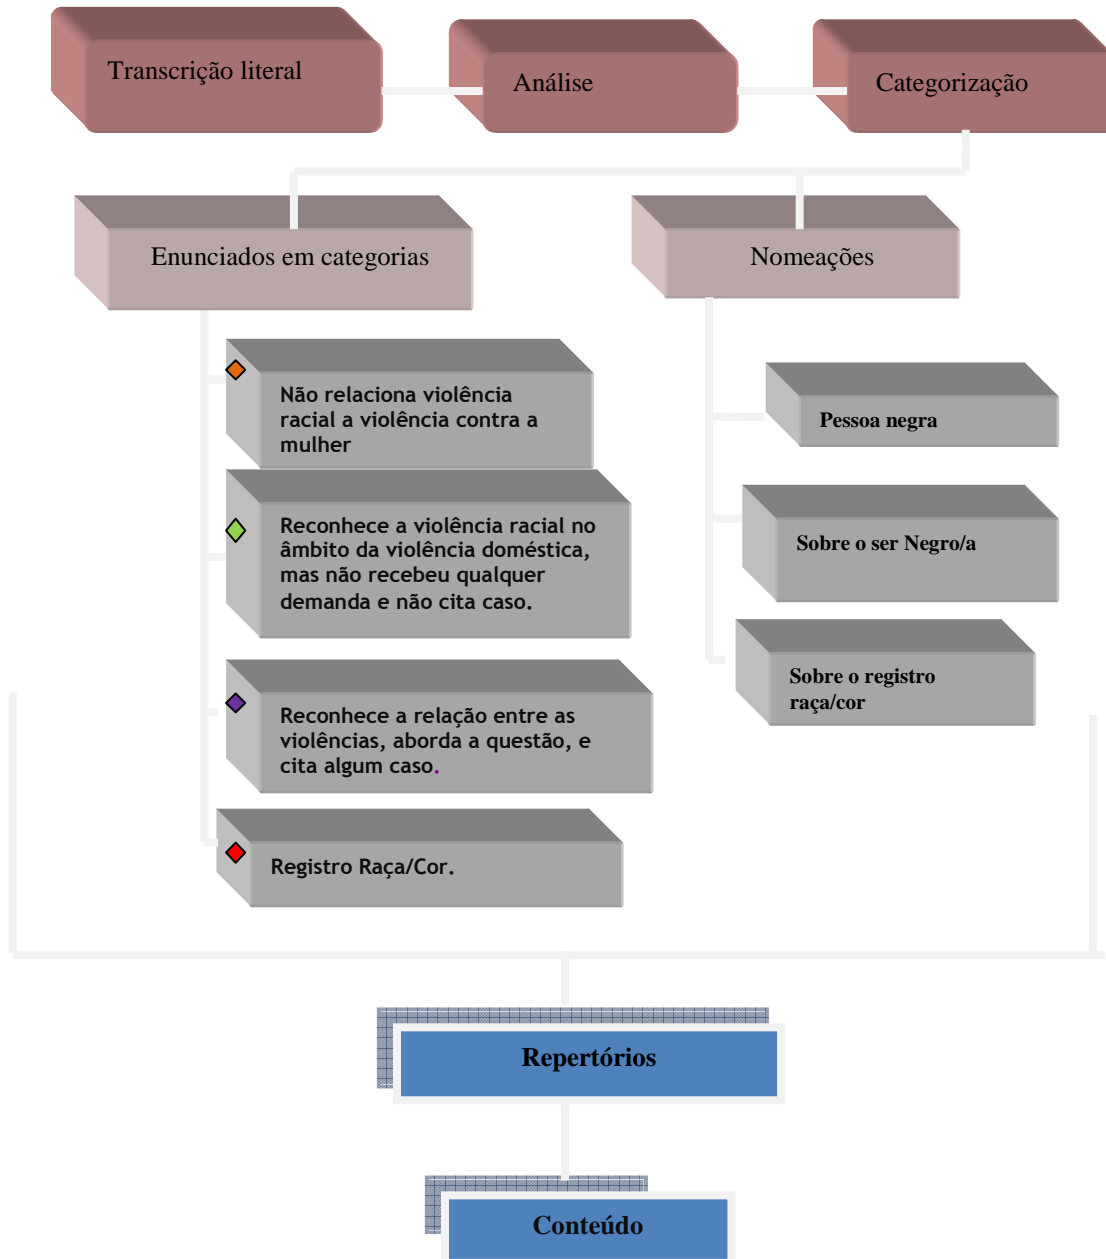 Transcrição literal
Análise
Categorização
Enunciados em categorias
Nomeações
Não relaciona violência
racial a violência contra a
mulher
Reconhece a violência racial no
âmbito da violência doméstica,
mas não recebeu qualquer
demanda e não cita caso.
Reconhece a relação entre as
violências, aborda a questão, e
cita algum caso.
Registro Raça/Cor.
Pessoa negra
Sobre o ser Negro/a
Sobre o registro
raça/cor
Repertórios
Conteúdo